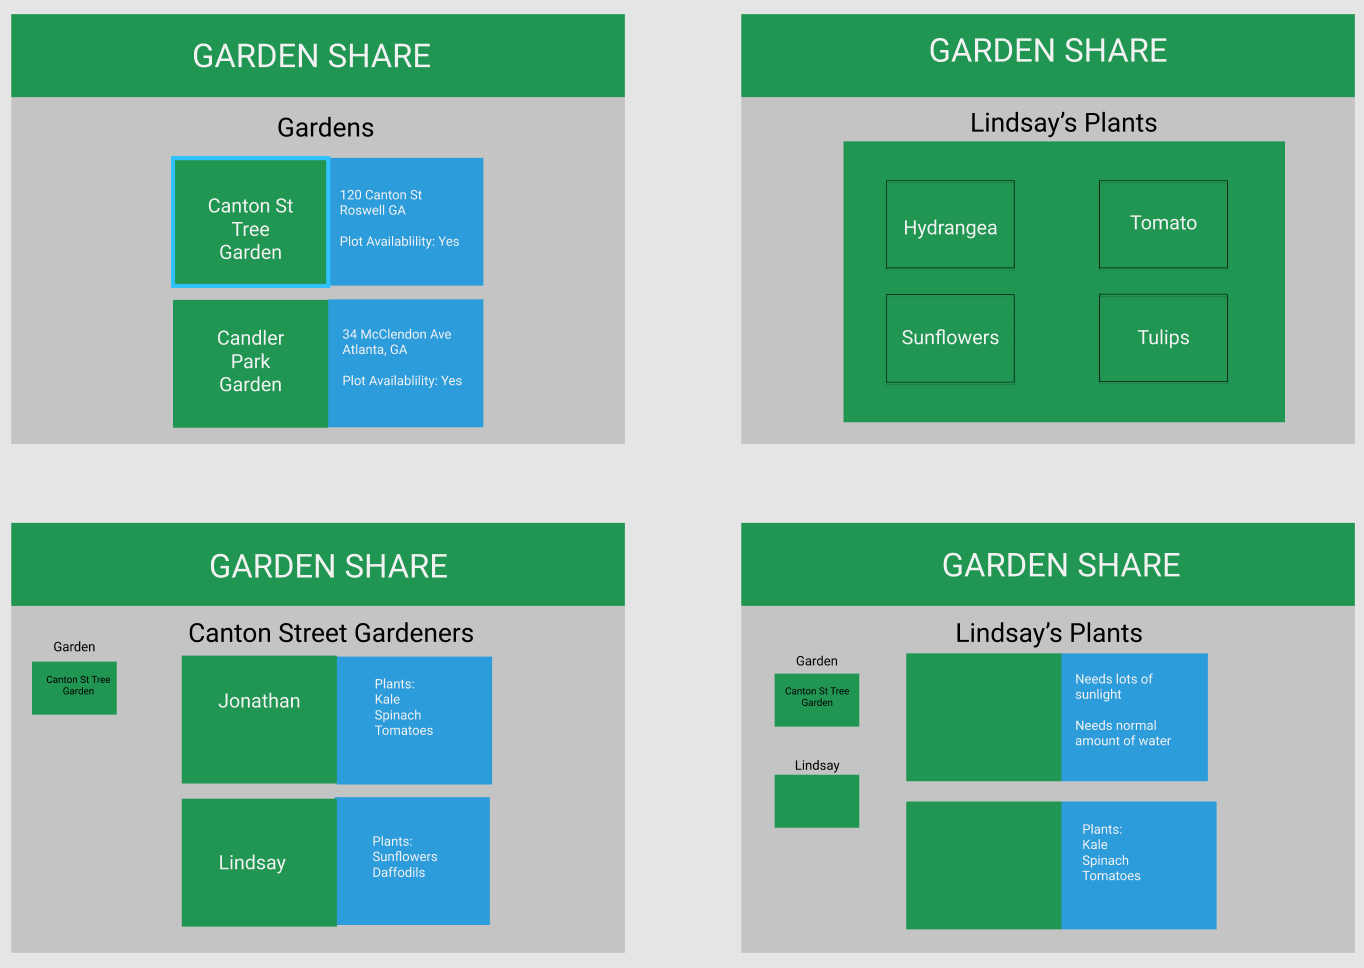 GARDEN SHARE
Gardens
Canton St
Tree
Garden
120 Canton St
Roswell GA
Plot Availablility: Yes
Candler
Park
Garden
34 McClendon Ave
Atlanta, GA
Plot Availablility: Yes
GARDEN SHARE
Lindsay’s Plants
Hydrangea
Tomato
Sunflowers
Tulips
GARDEN SHARE
Canton Street Gardeners
Garden
Canton St Tree
Garden
Jonathan
Plants:
Kale
Spinach
Tomatoes
Lindsay
Plants:
Sunflowers
Daffodils
GARDEN SHARE
Lindsay’s Plants
Garden
Canton St Tree
Garden
Lindsay
Needs lots of
sunlight
Needs normal
amount of water
Plants:
Kale
Spinach
Tomatoes